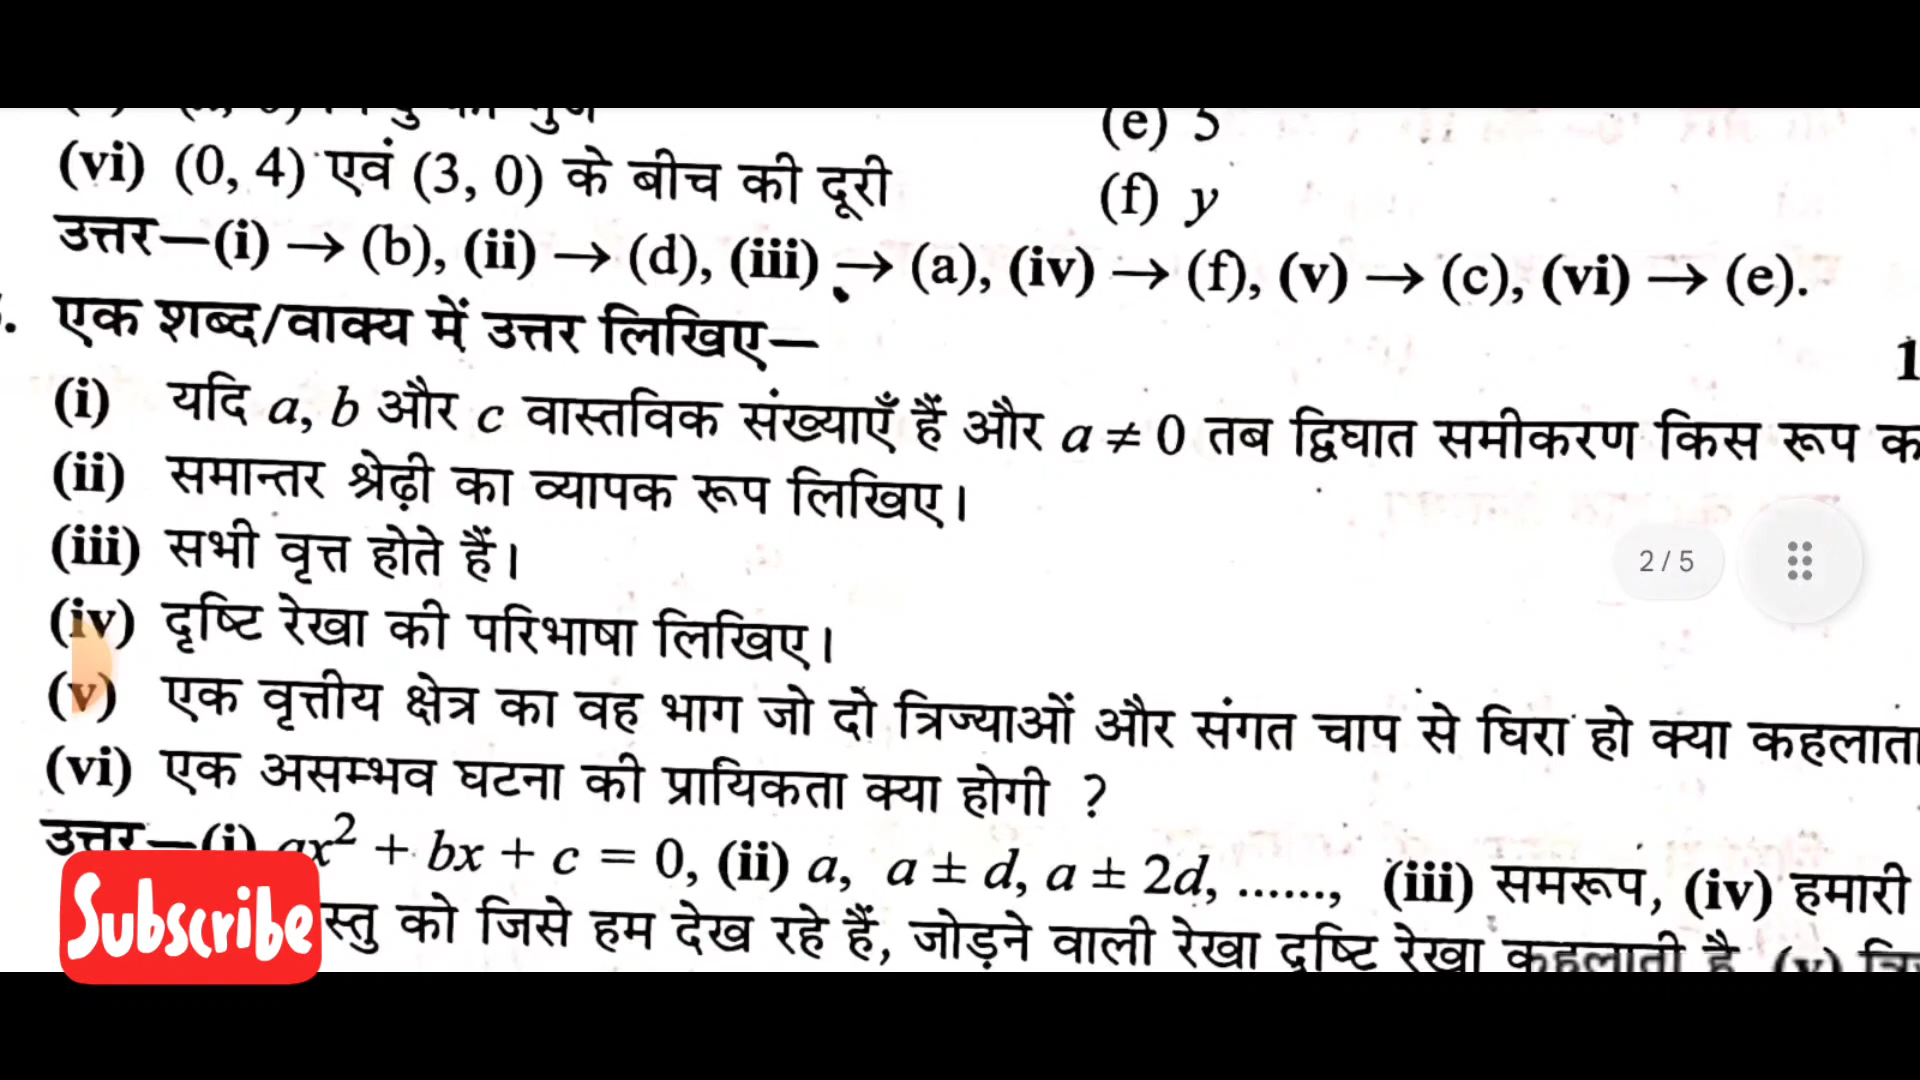 (e) 5
(vi) (0, 4) एवं (3, 0) के बीच की दूरी
(f) y
उत्तर—(i) → (b), (ii) → (d), (iii) → (a), (iv) → (f), (v) → (c), (vi) → (e).
एक शब्द/वाक्य में उत्तर लिखिए—
1
(i) यदि a, b और c वास्तविक संख्याएँ हैं और a ≠ 0 तब द्विघात समीकरण किस रूप
(ii) समान्तर श्रेढ़ी का व्यापक रूप लिखिए।
(iii) सभी वृत्त होते हैं।
2 / 5
(iv) दृष्टि रेखा की परिभाषा लिखिए।
(v) एक वृत्तीय क्षेत्र का वह भाग जो दो त्रिज्याओं और संगत चाप से घिरा हो क्या कहलाता
(vi) एक असम्भव घटना की प्रायिकता क्या होगी ?
उत्तर—(i) ax² + bx + c = 0, (ii) a, a ± d, a ± 2d, ......, (iii) समरूप, (iv) हमारी
Subscribe
को जिसे हम देख रहे हैं, जोड़ने वाली रेखा दृष्टि रेखा कहलाती है (v)